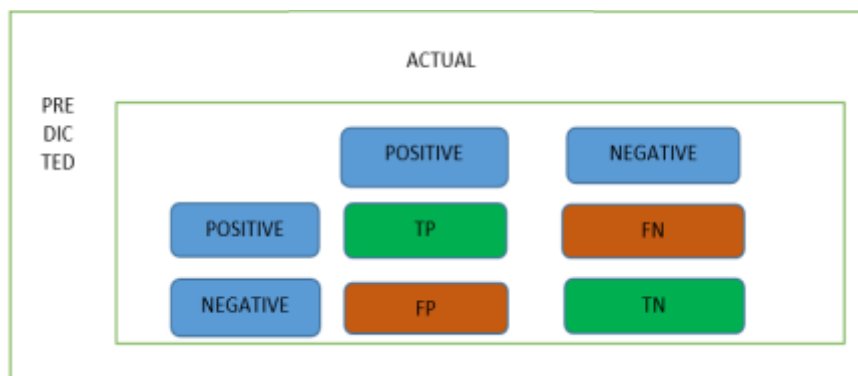 ACTUAL
PRE
DIC
TED
POSITIVE NEGATIVE
POSITIVE TP FN
NEGATIVE FP TN